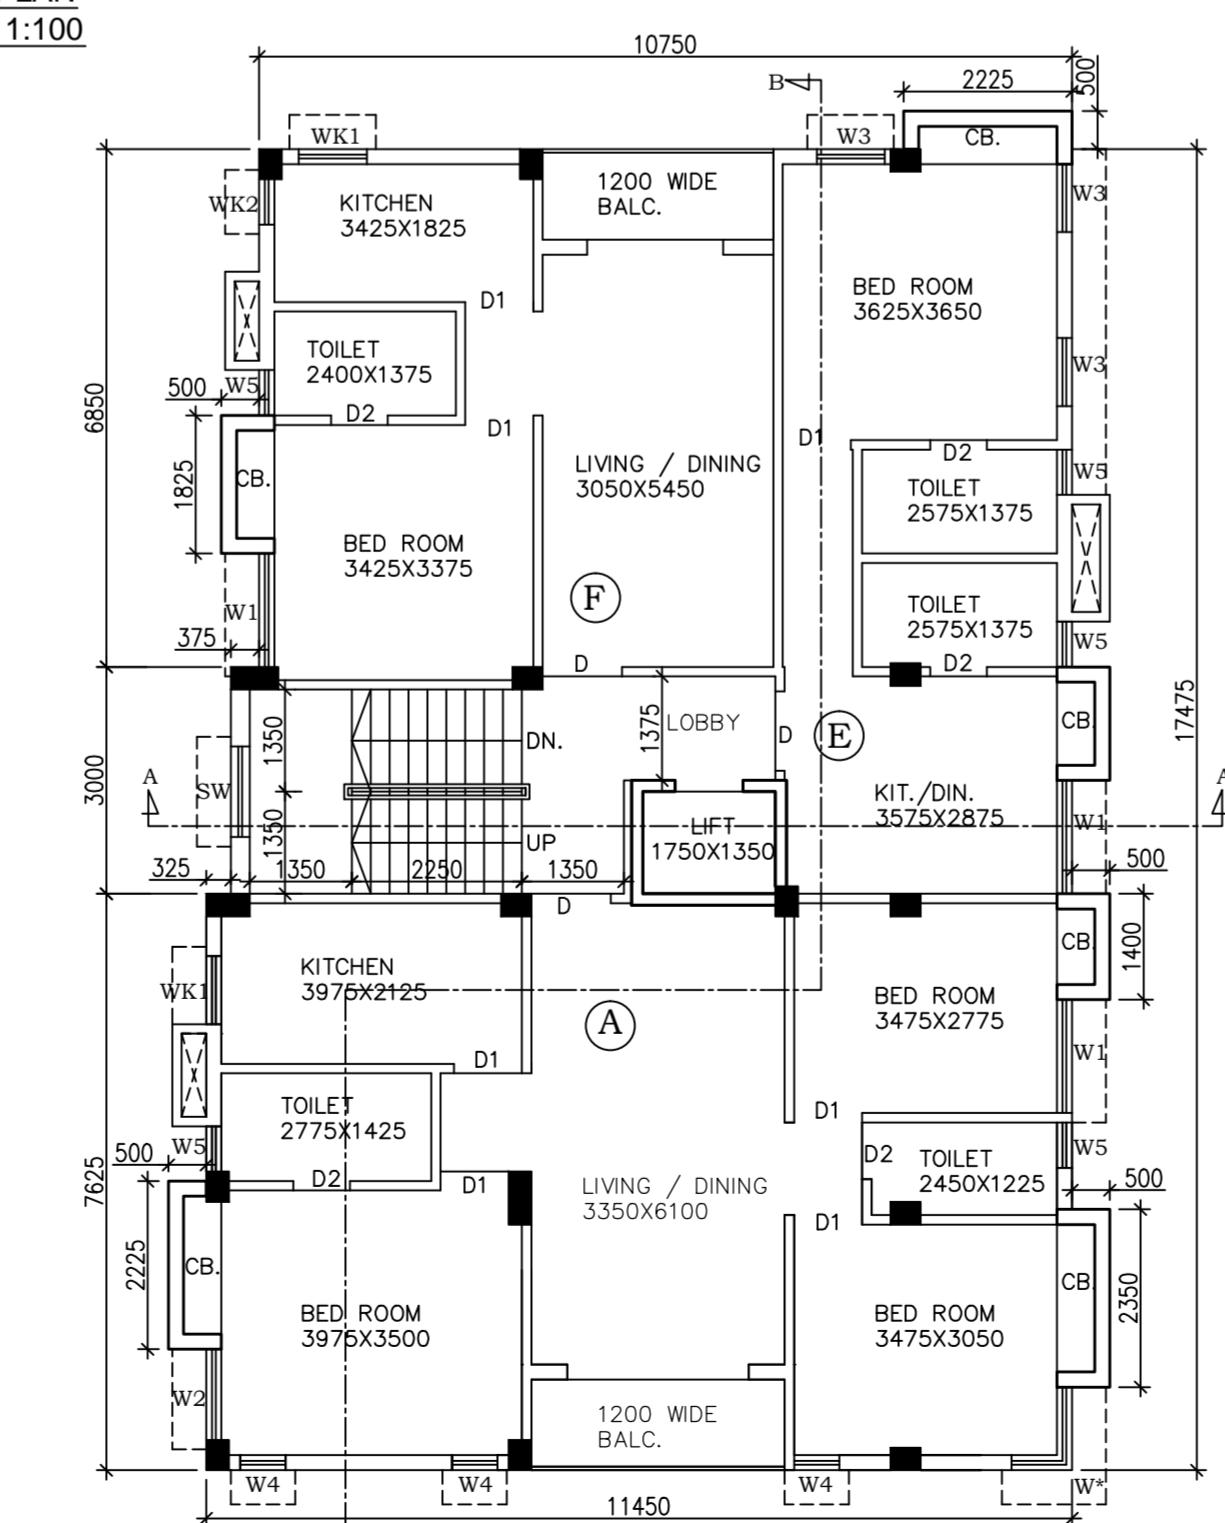 1:100
10750
B
2225
500
WK1
W3
CB.
1200 WIDE
BALC.
WK2
KITCHEN
3425X1825
W3
BED ROOM
3625X3650
D1
TOILET
2400X1375
W3
500
W5
6850
D2
D1
D1
D2
W5
1825
CB.
LIVING / DINING
3050X5450
TOILET
2575X1375
BED ROOM
3425X3375
F
TOILET
2575X1375
W1
375
W5
D
D2
17475
1350
1375
LOBBY
CB.
DN.
D
E
3000
A
SW
KIT./DIN.
3575X2875
A
1350
UP
LIFT
1750X1350
W1
325
1350
2250
1350
500
D
KITCHEN
3975X2125
CB.
1400
WK1
A
BED ROOM
3475X2775
D1
W1
TOILET
2775X1425
D1
W5
500
W5
D2
D1
D2
TOILET
2450X1225
500
7625
LIVING / DINING
3350X6100
D1
2225
CB.
CB.
2350
BED ROOM
3975X3500
BED ROOM
3475X3050
W2
1200 WIDE
BALC.
W4
W4
W4
W*
11450